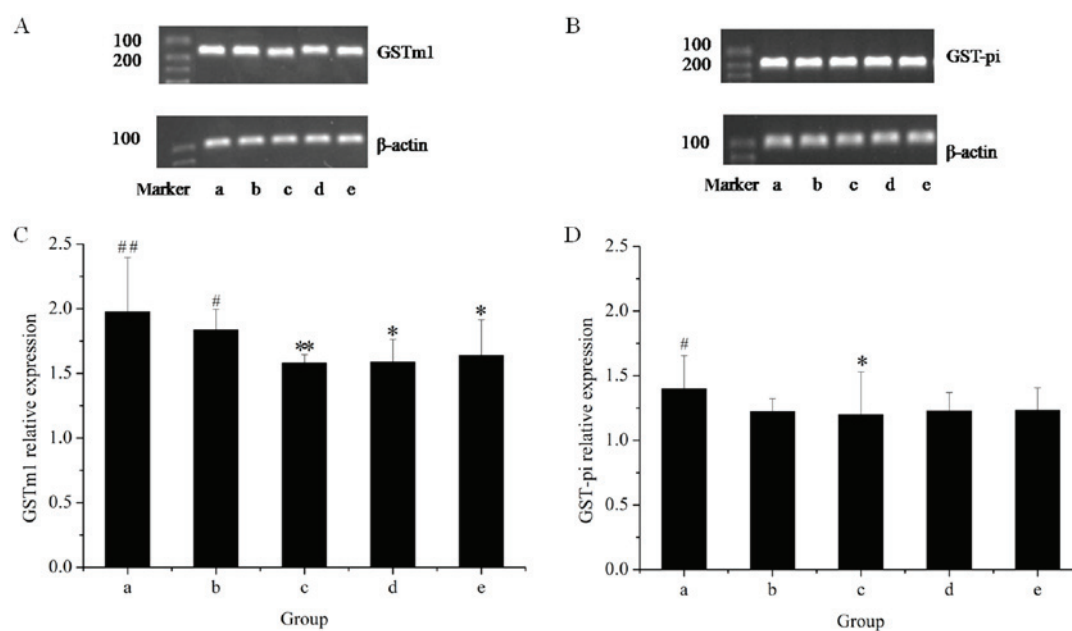 A
100
200
GSTm1
100
β-actin
Marker a b c d e
B
100
200
GST-pi
100
β-actin
Marker a b c d e
C
GSTm1 relative expression
2.5
2.0
1.5
1.0
0.5
0.0
##
#
**
*
*
a b c d e
Group
D
GST-pi relative expression
2.5
2.0
1.5
1.0
0.5
0.0
#
*
a b c d e
Group